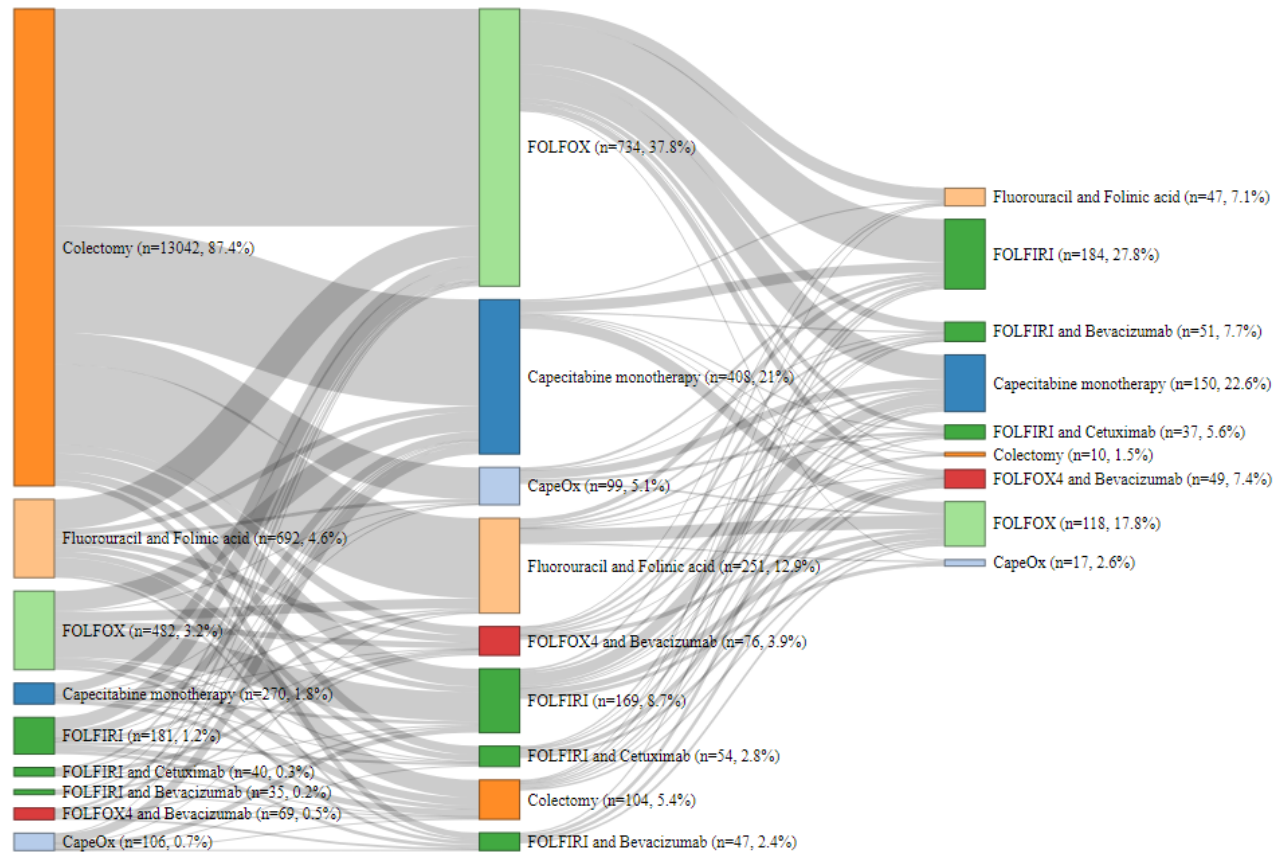 Colectomy (n=13042, 87.4%)
Fluorouracil and Folinic acid (n=692, 4.6%)
FOLFOX (n=482, 3.2%)
Capecitabine monotherapy (n=270, 1.8%)
FOLFIRI (n=181, 1.2%)
FOLFIRI and Cetuximab (n=40, 0.3%)
FOLFIRI and Bevacizumab (n=35, 0.2%)
FOLFOX4 and Bevacizumab (n=69, 0.5%)
CapeOx (n=106, 0.7%)
FOLFOX (n=734, 37.8%)
Capecitabine monotherapy (n=408, 21%)
CapeOx (n=99, 5.1%)
Fluorouracil and Folinic acid (n=251, 12.9%)
FOLFOX4 and Bevacizumab (n=76, 3.9%)
FOLFIRI (n=169, 8.7%)
FOLFIRI and Cetuximab (n=54, 2.8%)
Colectomy (n=104, 5.4%)
FOLFIRI and Bevacizumab (n=47, 2.4%)
Fluorouracil and Folinic acid (n=47, 7.1%)
FOLFIRI (n=184, 27.8%)
FOLFIRI and Bevacizumab (n=51, 7.7%)
Capecitabine monotherapy (n=150, 22.6%)
FOLFIRI and Cetuximab (n=37, 5.6%)
Colectomy (n=10, 1.5%)
FOLFOX4 and Bevacizumab (n=49, 7.4%)
FOLFOX (n=118, 17.8%)
CapeOx (n=17, 2.6%)